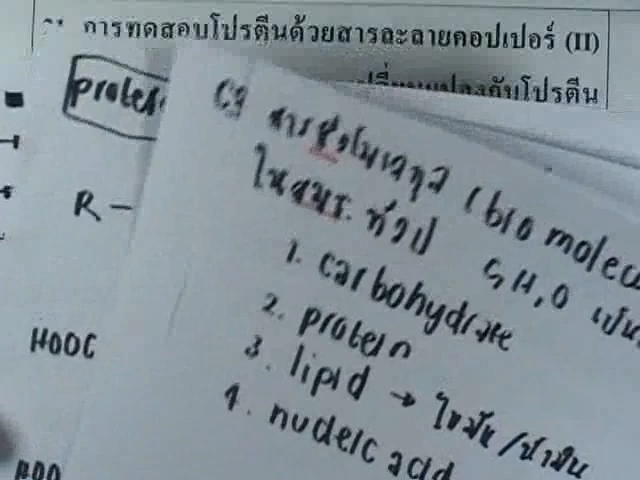 การทดสอบโปรตีนด้วยสารละลายคอปเปอร์ (II)
เปลี่ยนแปลงกับโปรตีน
protein
C9 สารชีวโมเลกุล (bio molecu
ในสมร. ทั่วไป C, H, O เป็น
R -
1. carbohydrate
2. protein
HOOC
3. lipid → ไขมัน/น้ำมัน
4. nucleic acid